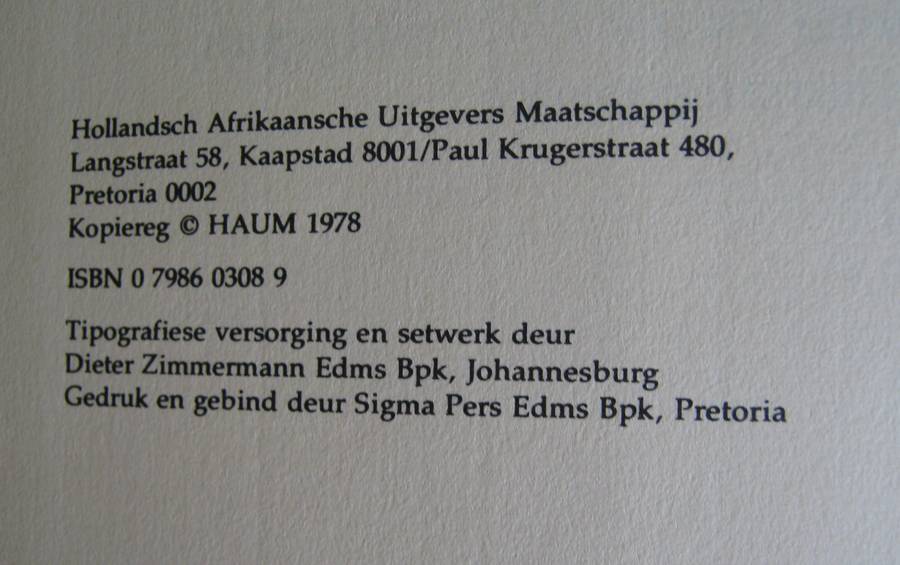 Hollandsch Afrikaansche Uitgevers Maatschappij
Langstraat 58, Kaapstad 8001/Paul Krugerstraat 480,
Pretoria 0002
Kopiereg © HAUM 1978
ISBN 0 7986 0308 9
Tipografiese versorging en setwerk deur
Dieter Zimmermann Edms Bpk, Johannesburg
Gedruk en gebind deur Sigma Pers Edms Bpk, Pretoria